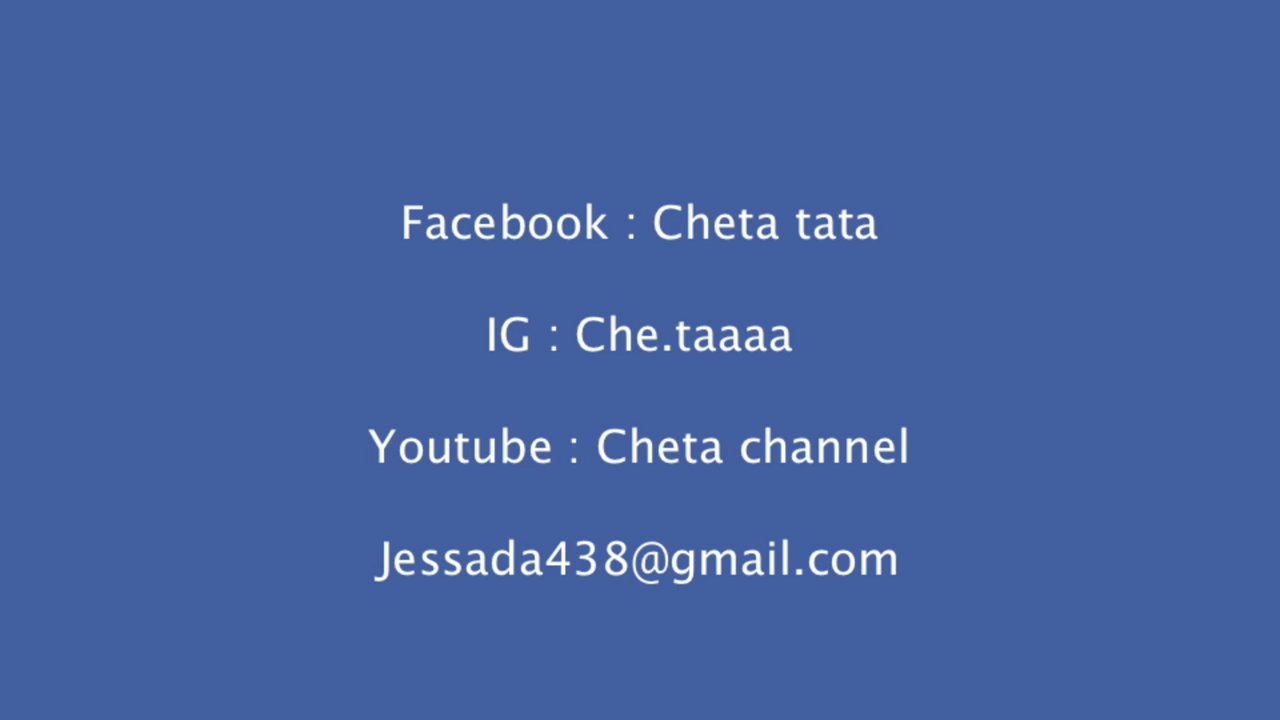 Facebook : Cheta tata
IG : Che.taaaa
Youtube : Cheta channel
Jessada438@gmail.com